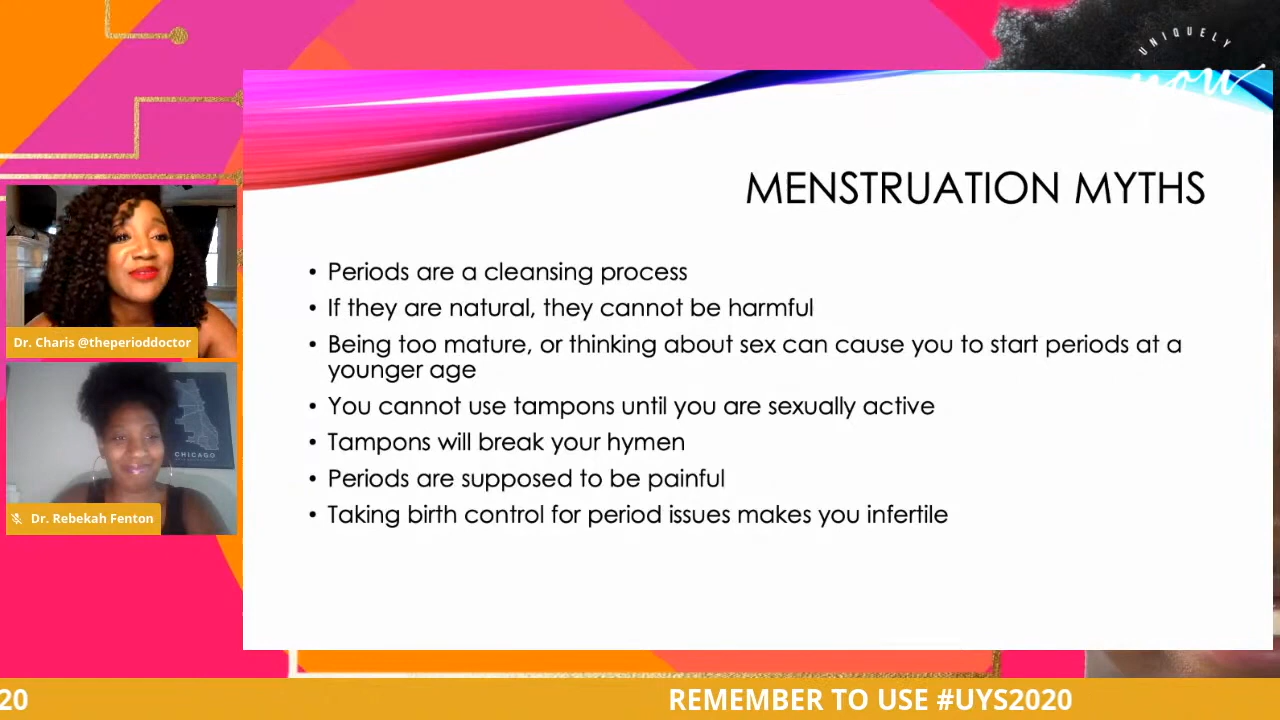 UNIQUELY
you
MENSTRUATION MYTHS
• Periods are a cleansing process
• If they are natural, they cannot be harmful
• Being too mature, or thinking about sex can cause you to start periods at a
younger age
• You cannot use tampons until you are sexually active
• Tampons will break your hymen
• Periods are supposed to be painful
• Taking birth control for period issues makes you infertile
Dr. Charis @theperioddoctor
CHICAGO
Dr. Rebekah Fenton
20
REMEMBER TO USE #UYS2020